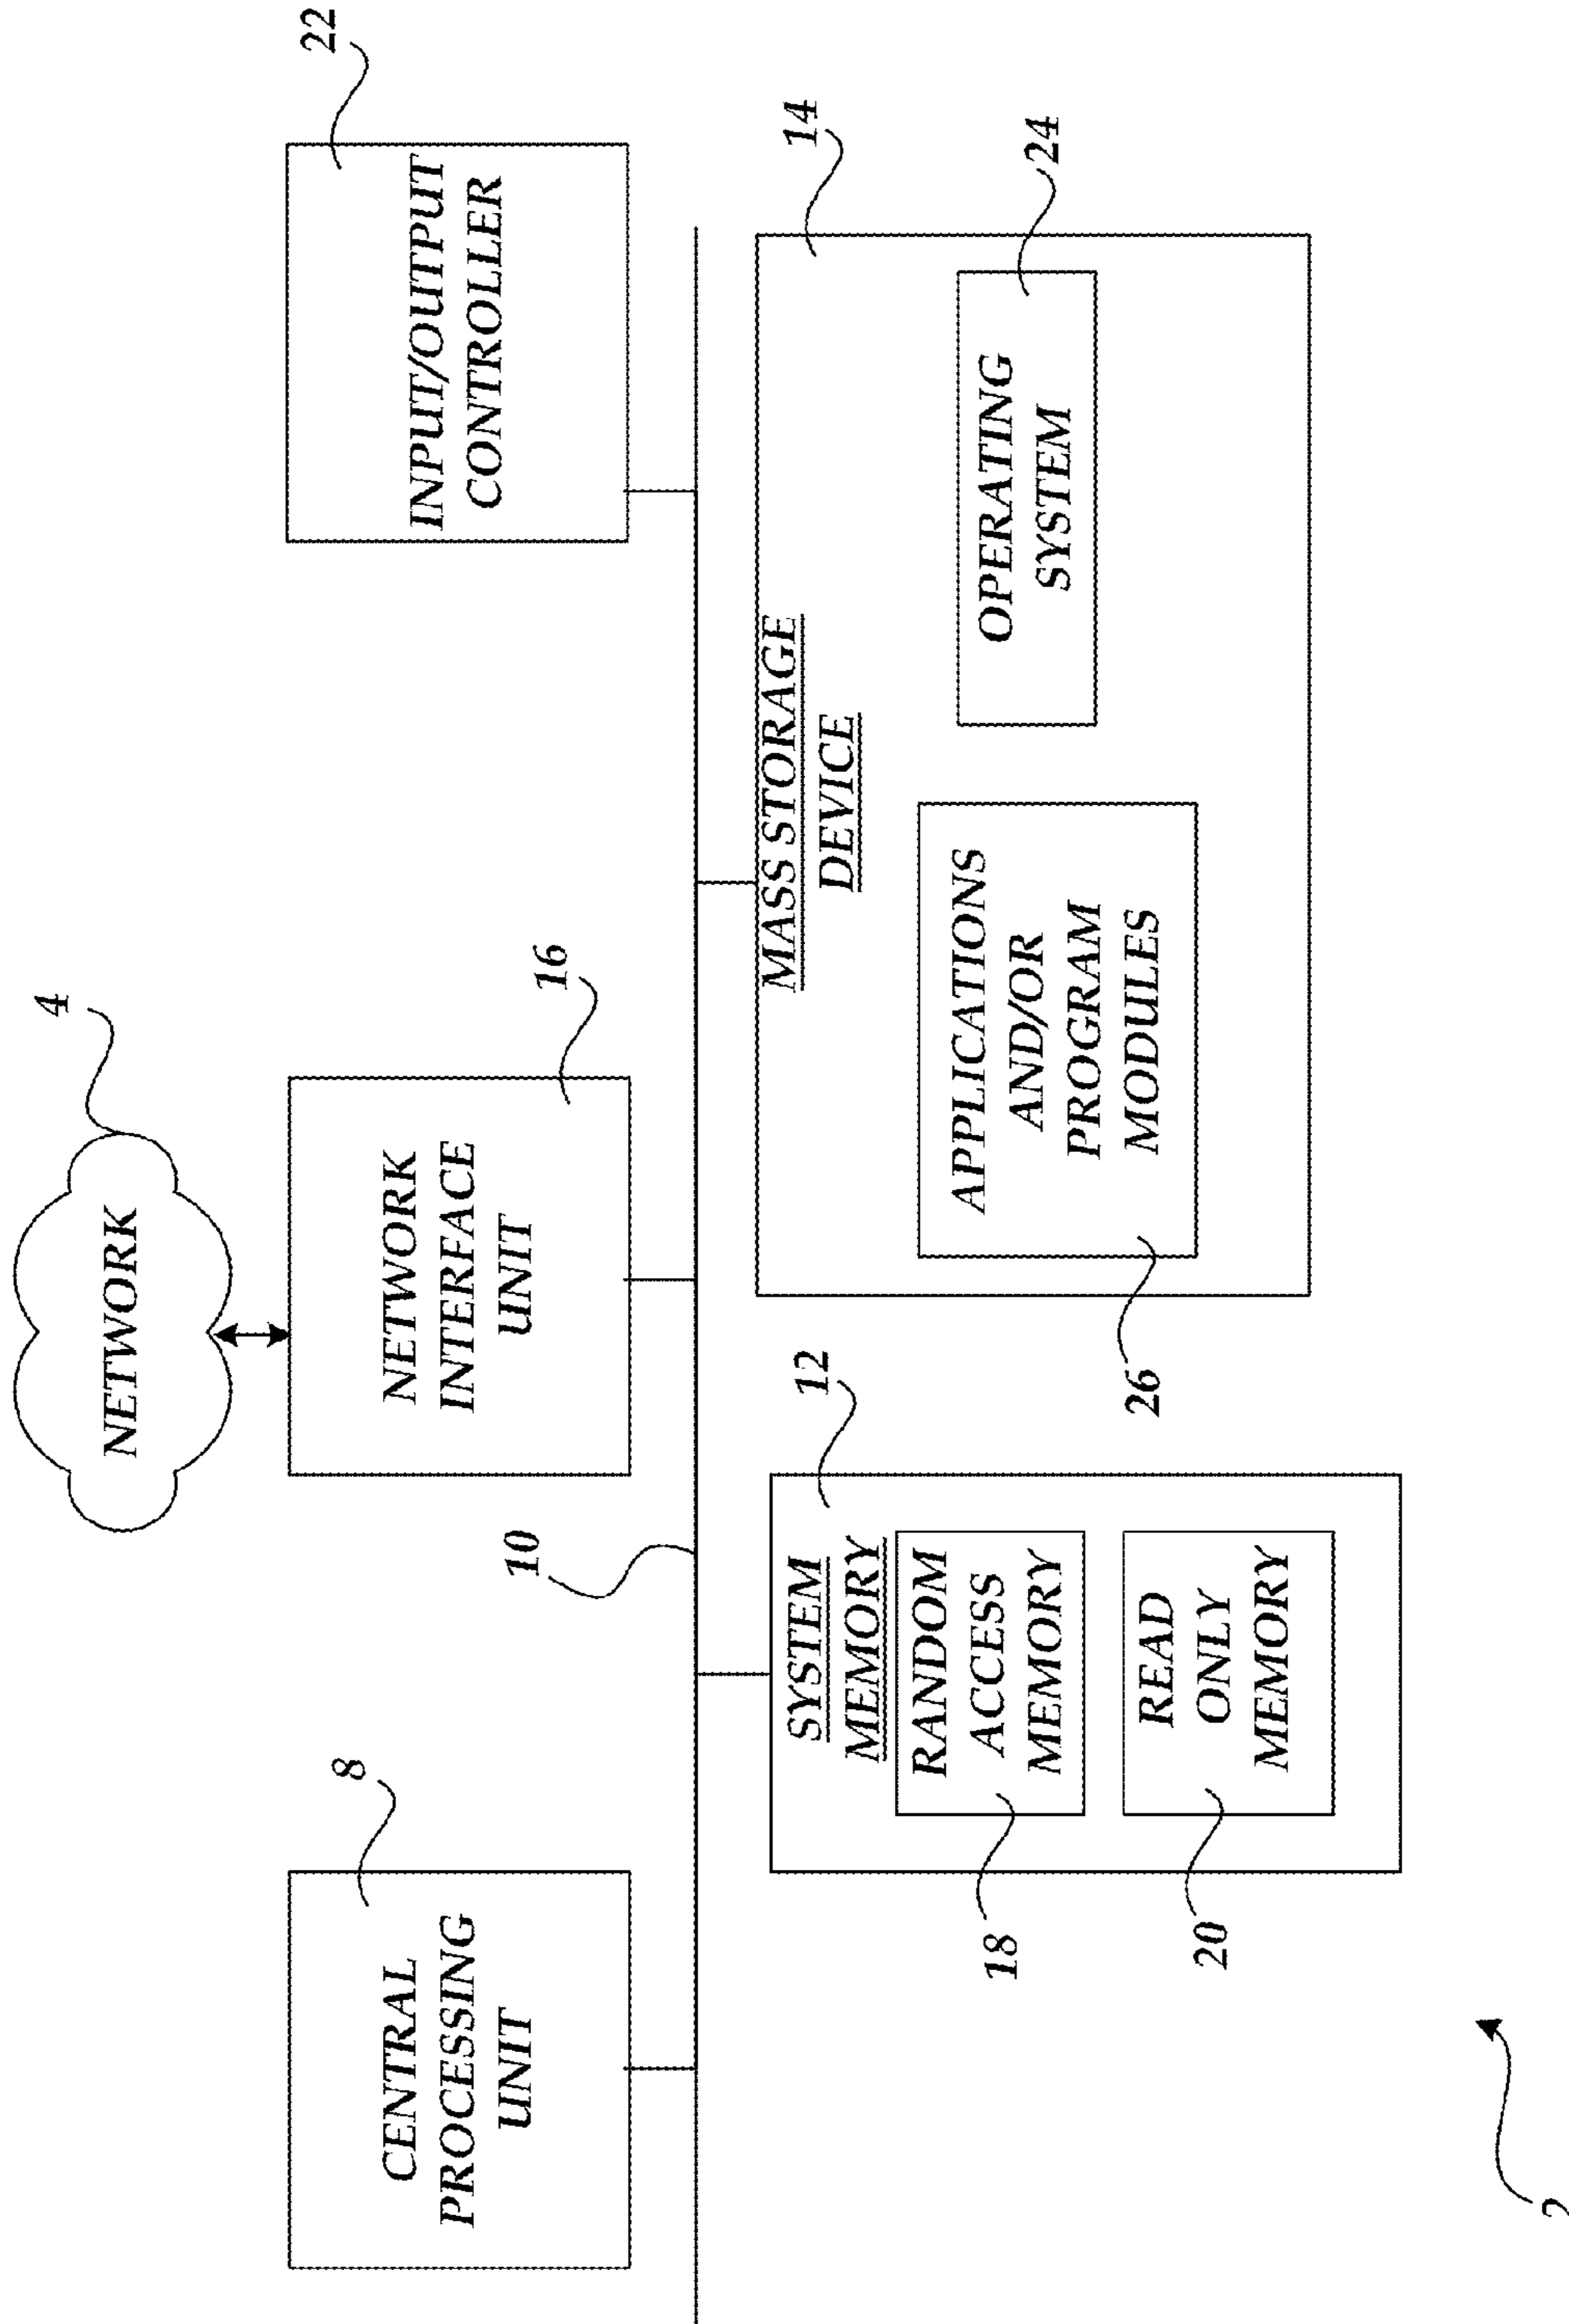 NETWORK
4
8
CENTRAL
PROCESSING
UNIT
16
NETWORK
INTERFACE
UNIT
22
INPUT/OUTPUT
CONTROLLER
10
12
SYSTEM
MEMORY
RANDOM
ACCESS
MEMORY
18
READ
ONLY
MEMORY
20
14
MASS STORAGE
DEVICE
APPLICATIONS
AND/OR
PROGRAM
MODULES
26
24
OPERATING
SYSTEM